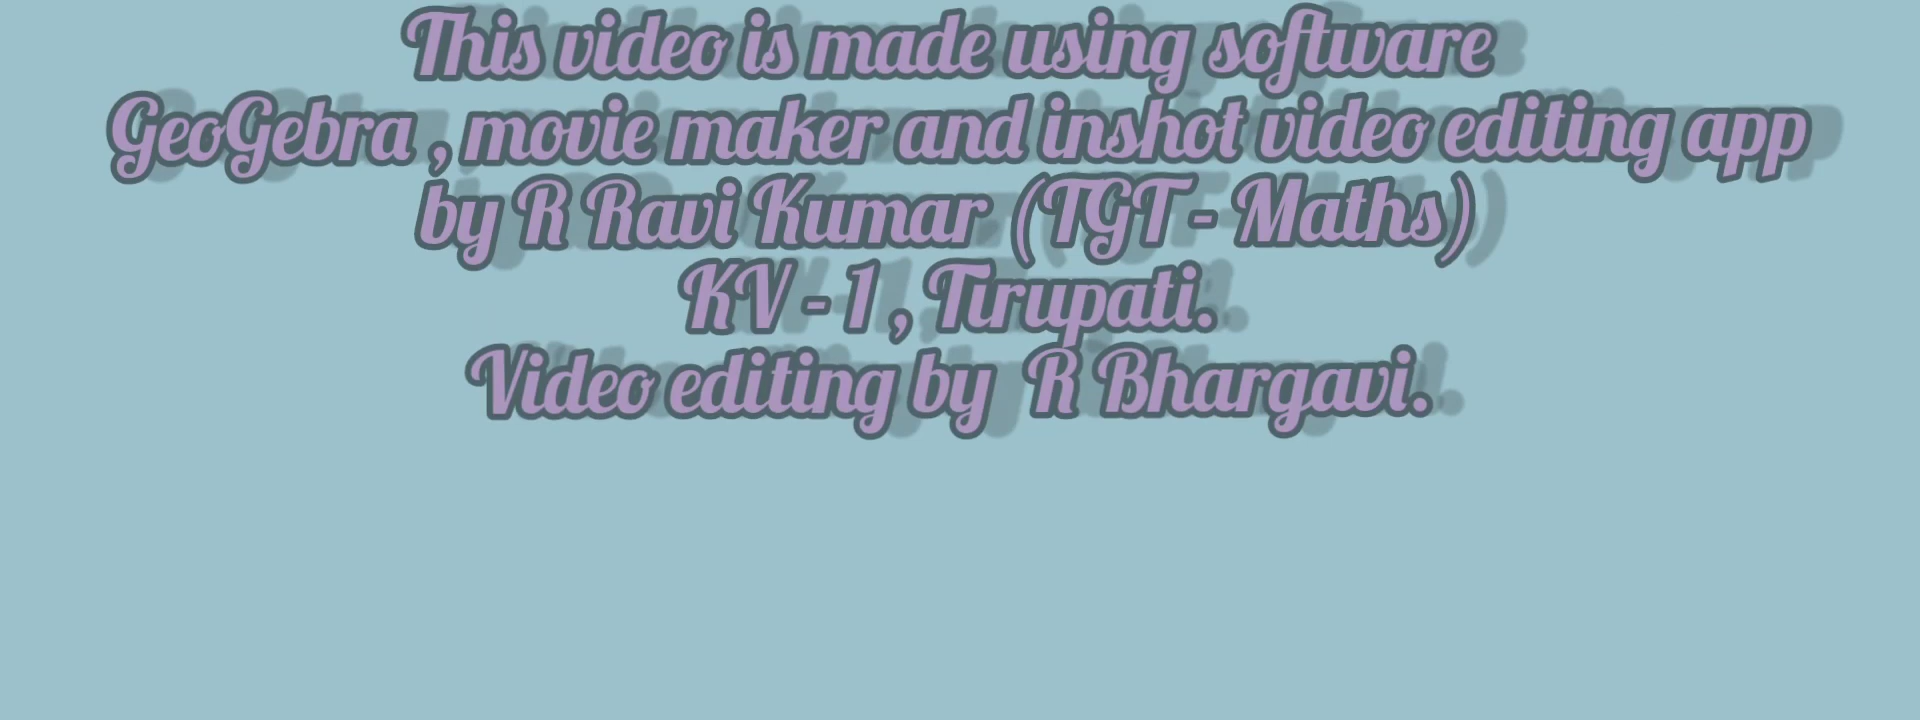 This video is made using software
GeoGebra , movie maker and inshot video editing app
by R Ravi Kumar (TGT - Maths)
KV - 1 , Tirupati.
Video editing by R Bhargavi.